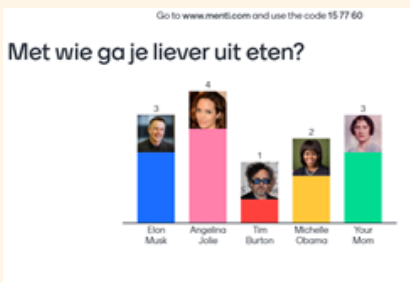 Go to www.menti.com and use the code 15 77 60
Met wie ga je liever uit eten?
4
3
3
2
1
Elon Musk
Angelina Jolie
Tim Burton
Michelle Obama
Your Mom